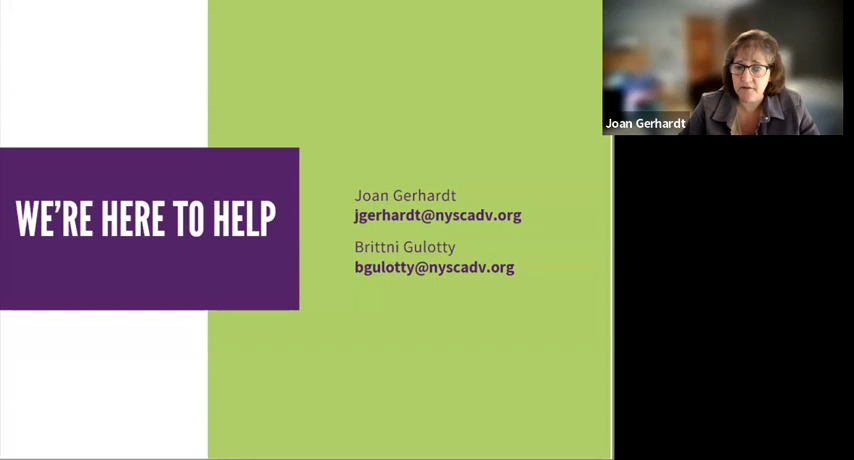 WE'RE HERE TO HELP
Joan Gerhardt
jgerhardt@nyscadv.org
Brittni Gulotty
bgulotty@nyscadv.org
Joan Gerhardt